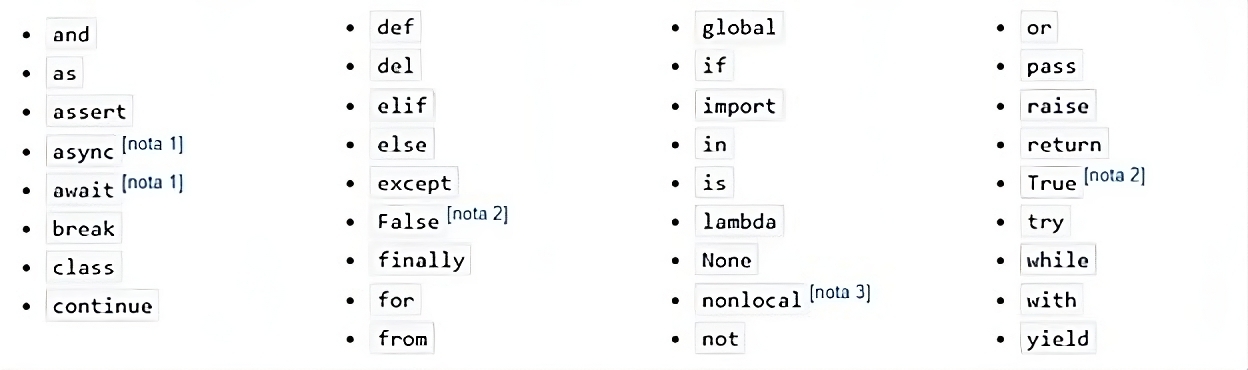 and
as
assert
async [nota 1]
await [nota 1]
break
class
continue
def
del
elif
else
except
False [nota 2]
finally
for
from
global
if
import
in
is
lambda
None
nonlocal [nota 3]
not
or
pass
raise
return
True [nota 2]
try
while
with
yield